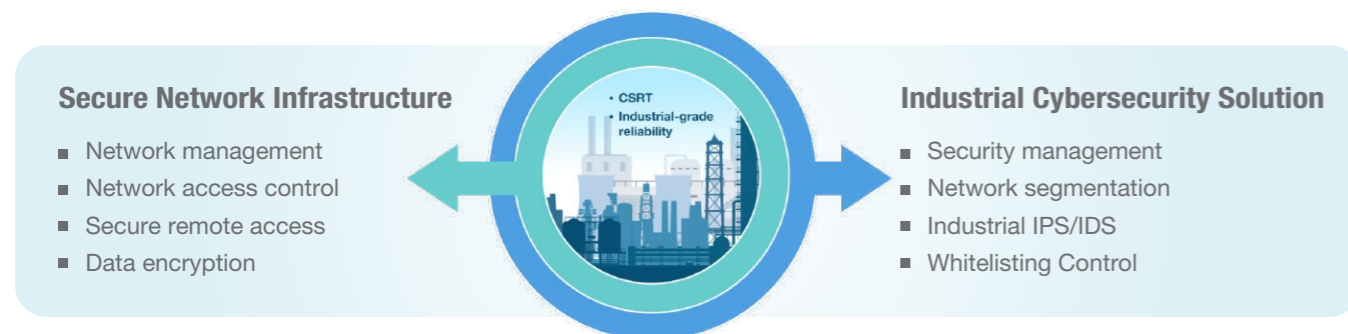 Secure Network Infrastructure
■ Network management
■ Network access control
■ Secure remote access
■ Data encryption
• CSRT
• Industrial-grade
reliability
Industrial Cybersecurity Solution
■ Security management
■ Network segmentation
■ Industrial IPS/IDS
■ Whitelisting Control